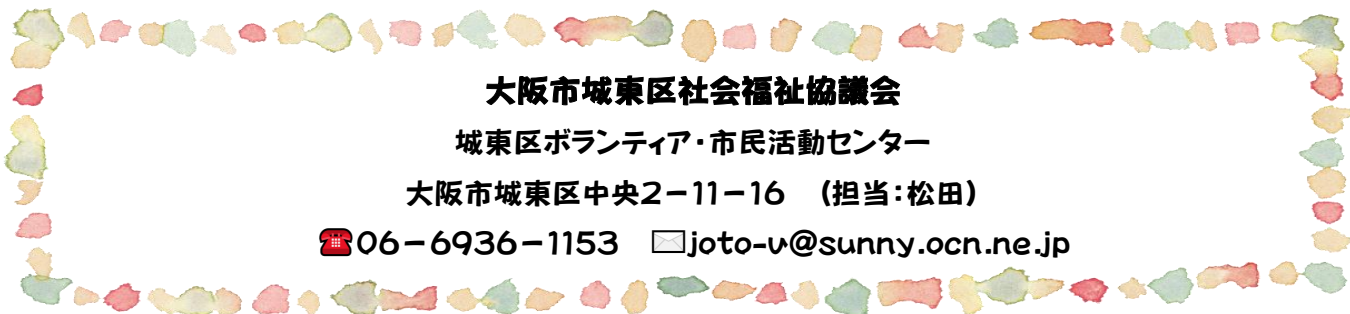 大阪市城東区社会福祉協議会
城東区ボランティア・市民活動センター
大阪市城東区中央2－11－16　（担当：松田）
☎06－6936－1153　✉joto-v@sunny.ocn.ne.jp